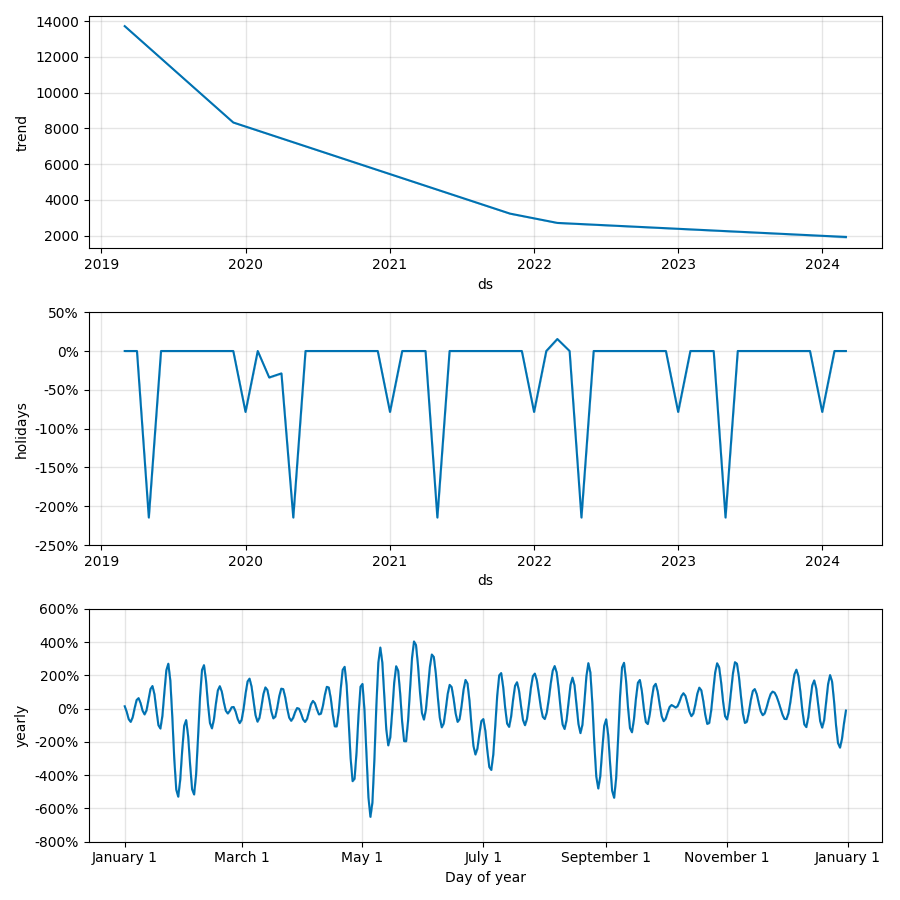 14000
12000
10000
8000
6000
4000
2000
trend
2019 2020 2021 2022 2023 2024
ds
50%
0%
-50%
-100%
-150%
-200%
-250%
holidays
2019 2020 2021 2022 2023 2024
ds
600%
400%
200%
0%
-200%
-400%
-600%
-800%
yearly
January 1 March 1 May 1 July 1 September 1 November 1 January 1
Day of year